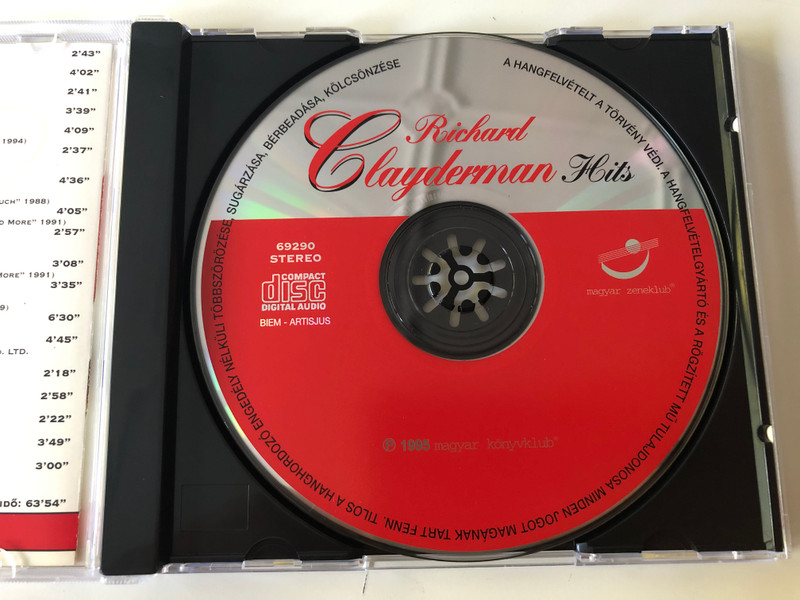 2'43"
4'02"
2'41"
3'39"
4'09"
1994)
2'37"
4'36"
UCH" 1988)
4'05"
D MORE" 1991)
2'57"
3'08"
MORE" 1991)
3'35"
9)
6'30"
4'45"
O. LTD.
2'18"
2'58"
2'22"
3'49"
3'00"
IDŐ: 63'54"
A HANGFELVÉTELT A TÖRVÉNY VÉDI. A HANGFELVÉTELGYÁRTÓ ÉS A RÖGZÍTETT MŰ TULAJDONOSA MINDEN JOGOT MAGÁNAK TART FENN. TILOS A HANGHORDOZÓ ENGEDÉLY NÉLKÜLI TÖBBSZÖRÖZÉSE, SUGÁRZÁSA, BÉRBEADÁSA, KÖLCSÖNZÉSE
Richard
Clayderman Hits
69290
STEREO
COMPACT
disc
DIGITAL AUDIO
BIEM - ARTISJUS
magyar zeneklub®
℗ magyar könyvklub®